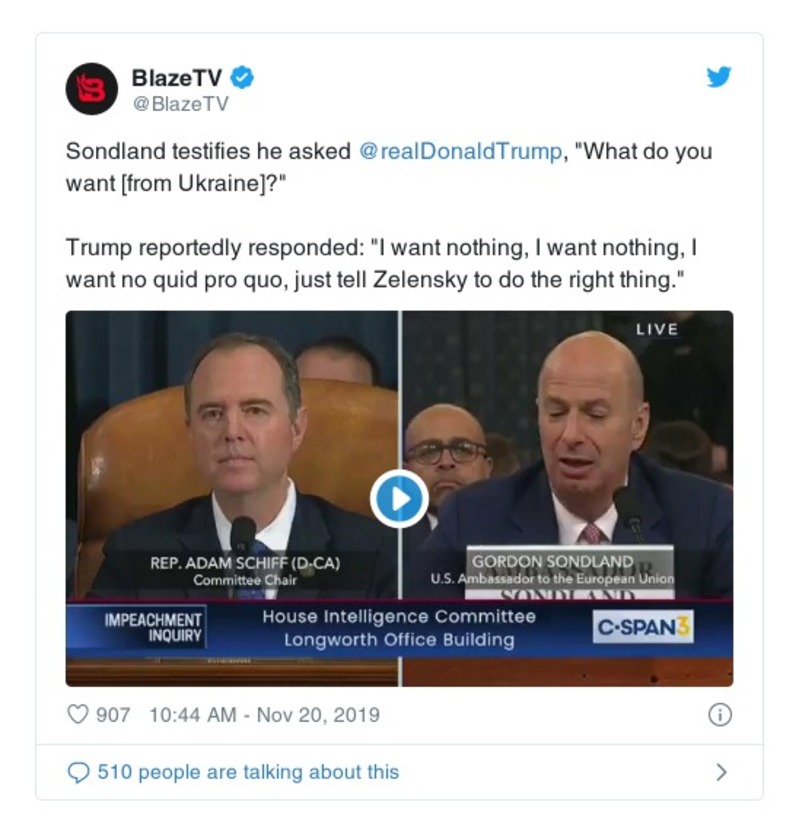 BlazeTV
@BlazeTV
Sondland testifies he asked @realDonaldTrump, "What do you
want [from Ukraine]?"
Trump reportedly responded: "I want nothing, I want nothing, I
want no quid pro quo, just tell Zelensky to do the right thing."
LIVE
REP. ADAM SCHIFF (D-CA)
Committee Chair
GORDON SONDLAND
U.S. Ambassador to the European Union
SONDLAND
IMPEACHMENT
INQUIRY
House Intelligence Committee
Longworth Office Building
C-SPAN3
907 10:44 AM - Nov 20, 2019
510 people are talking about this